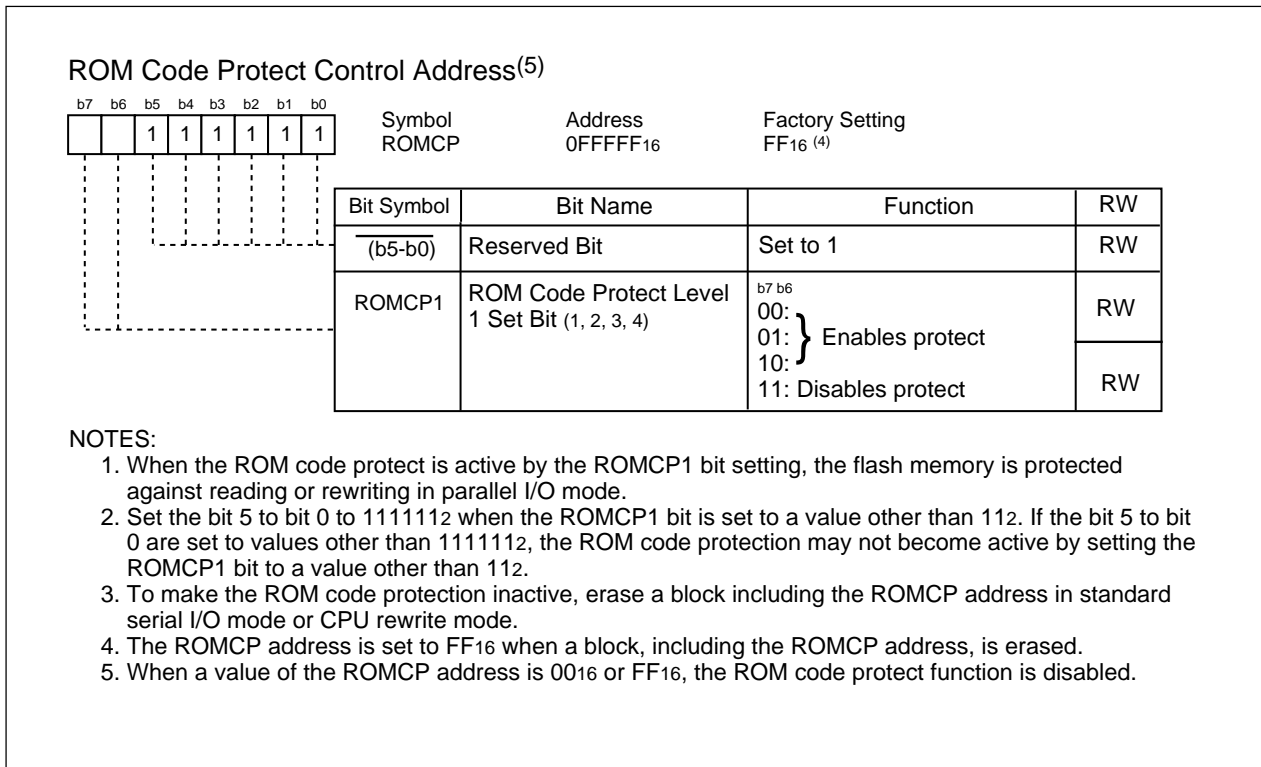 ROM Code Protect Control Address(5)
b7 b6 b5 b4 b3 b2 b1 b0
1 1 1 1 1 1
Symbol Address Factory Setting
ROMCP 0FFFFF16 FF16 (4)
Bit Symbol Bit Name Function RW
(b5-b0) Reserved Bit Set to 1 RW
ROMCP1 ROM Code Protect Level
1 Set Bit (1, 2, 3, 4)
b7 b6
00:
01: } Enables protect
10:
11: Disables protect
RW
RW
NOTES:
1. When the ROM code protect is active by the ROMCP1 bit setting, the flash memory is protected
against reading or rewriting in parallel I/O mode.
2. Set the bit 5 to bit 0 to 1111112 when the ROMCP1 bit is set to a value other than 112. If the bit 5 to bit
0 are set to values other than 1111112, the ROM code protection may not become active by setting the
ROMCP1 bit to a value other than 112.
3. To make the ROM code protection inactive, erase a block including the ROMCP address in standard
serial I/O mode or CPU rewrite mode.
4. The ROMCP address is set to FF16 when a block, including the ROMCP address, is erased.
5. When a value of the ROMCP address is 0016 or FF16, the ROM code protect function is disabled.